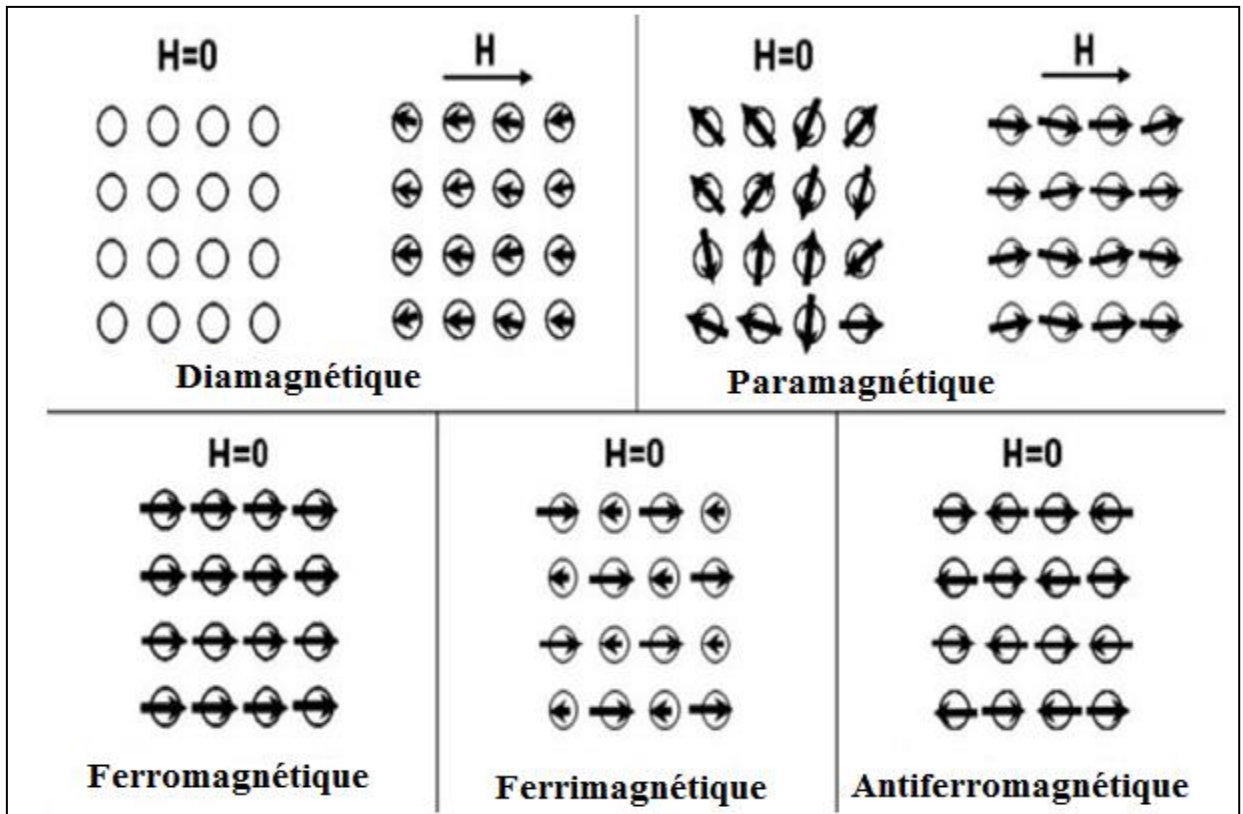 H=0
H
H=0
H
Diamagnétique
Paramagnétique
H=0
H=0
H=0
Ferromagnétique
Ferrimagnétique
Antiferromagnétique